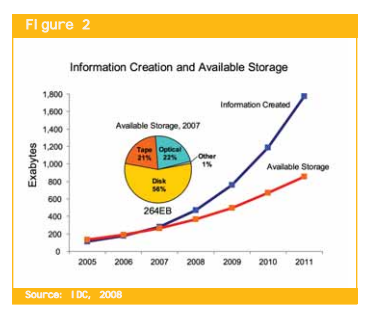 Figure 2
Information Creation and Available Storage
1,800
1,600
1,400
1,200
1,000
800
600
400
200
0
Exabytes
Information Created
Available Storage, 2007
Tape
21%
Optical
22%
Other
1%
Disk
56%
264EB
Available Storage
2005 2006 2007 2008 2009 2010 2011
Source: IDC, 2008